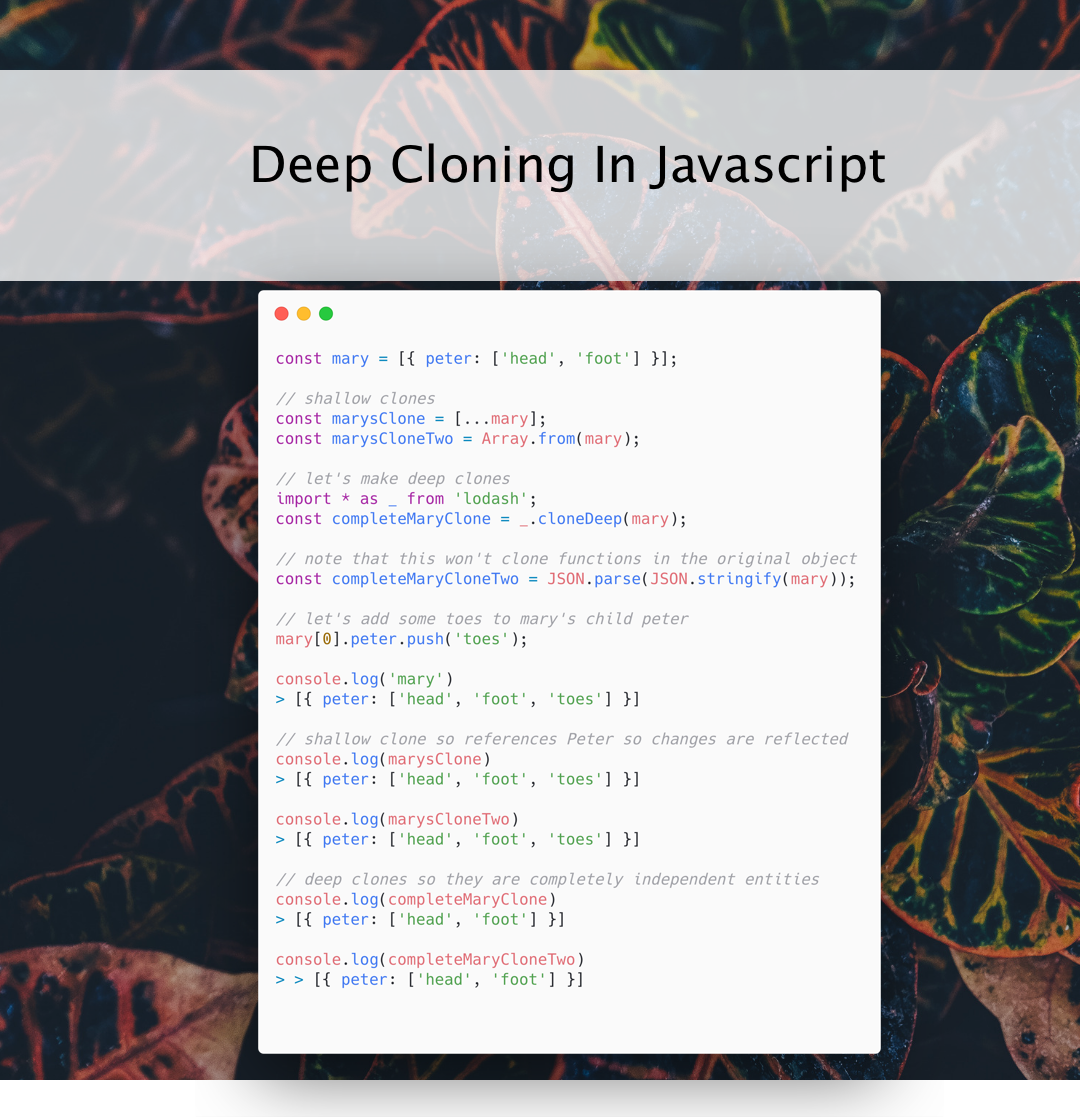 Deep Cloning In Javascript
const mary = [{ peter: ['head', 'foot'] }];
// shallow clones
const marysClone = [...mary];
const marysCloneTwo = Array.from(mary);
// let's make deep clones
import * as _ from 'lodash';
const completeMaryClone = _.cloneDeep(mary);
// note that this won't clone functions in the original object
const completeMaryCloneTwo = JSON.parse(JSON.stringify(mary));
// let's add some toes to mary's child peter
mary[0].peter.push('toes');
console.log('mary')
> [{ peter: ['head', 'foot', 'toes'] }]
// shallow clone so references Peter so changes are reflected
console.log(marysClone)
> [{ peter: ['head', 'foot', 'toes'] }]
console.log(marysCloneTwo)
> [{ peter: ['head', 'foot', 'toes'] }]
// deep clones so they are completely independent entities
console.log(completeMaryClone)
> [{ peter: ['head', 'foot'] }]
console.log(completeMaryCloneTwo)
> > [{ peter: ['head', 'foot'] }]